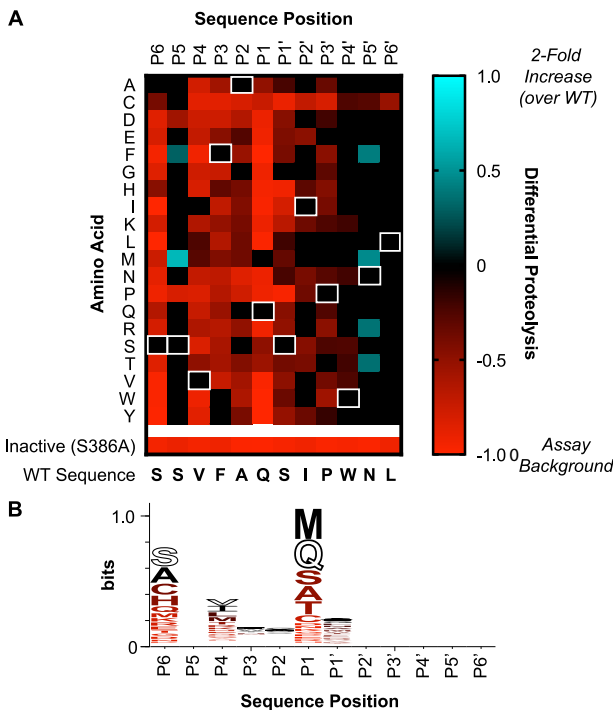 A
Sequence Position
P6 P5 P4 P3 P2 P1 P1' P2' P3' P4' P5' P6'
Amino Acid
A
C
D
E
F
G
H
I
K
L
M
N
P
Q
R
S
T
V
W
Y
Inactive (S386A)
WT Sequence S S V F A Q S I P W N L
2-Fold
Increase
(over WT)
1.0
0.5
0
-0.5
-1.0 0
Differential Proteolysis
Assay
Background
B
bits
1.0
0
S
A
C
Y
M
Q
S
A
T
C
P6 P5 P4 P3 P2 P1 P1' P2' P3' P4' P5' P6'
Sequence Position